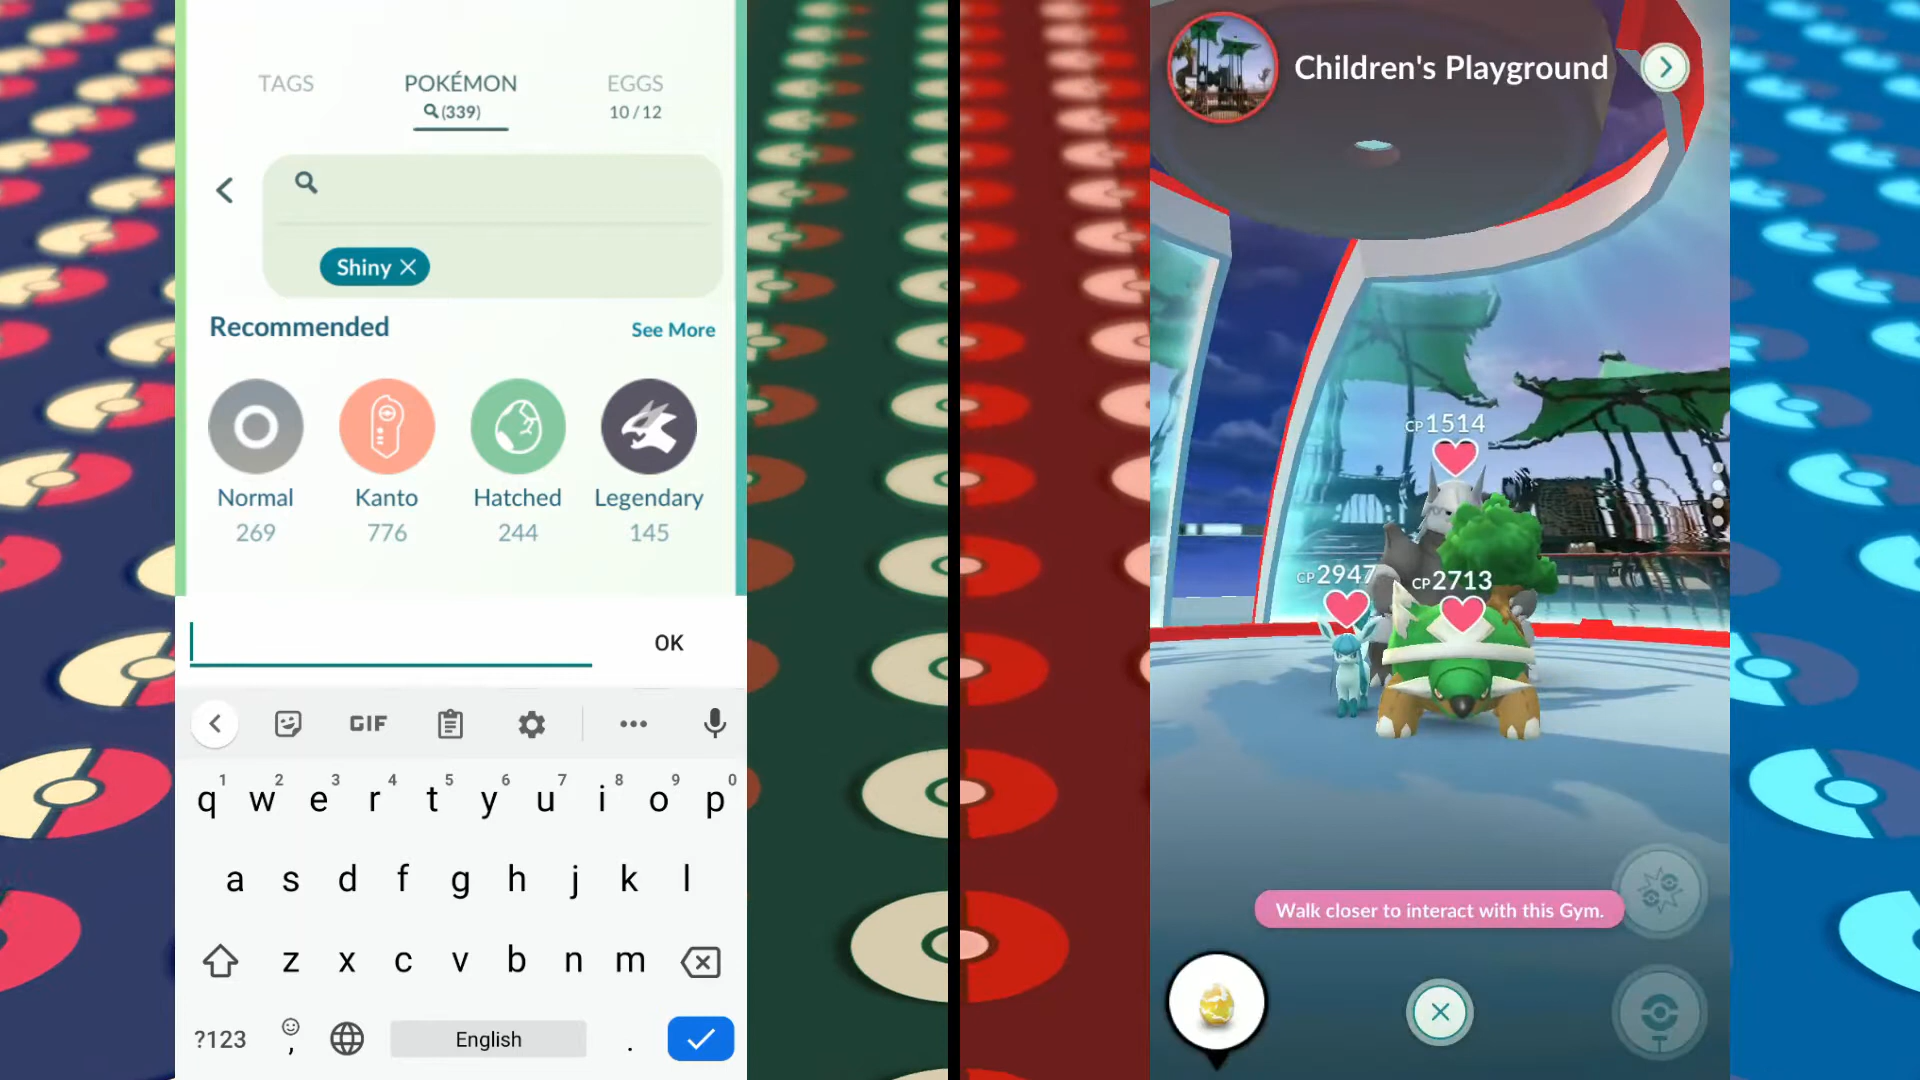 TAGS
POKÉMON
(339)
EGGS
10 / 12
Shiny
Recommended
See More
Normal
269
Kanto
776
Hatched
244
Legendary
145
OK
GIF
1 2 3 4 5 6 7 8 9 0
q w e r t y u i o p
a s d f g h j k l
z x c v b n m
?123 , English .
Children's Playground
CP1514
CP2947
CP2713
Walk closer to interact with this Gym.